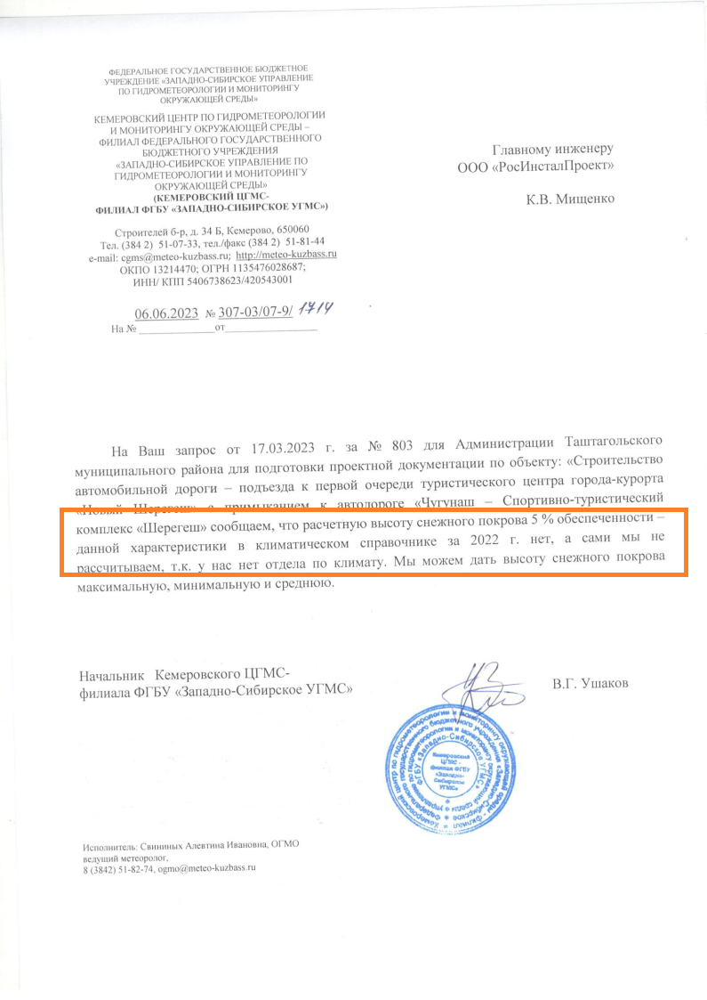 ФЕДЕРАЛЬНОЕ ГОСУДАРСТВЕННОЕ БЮДЖЕТНОЕ
УЧРЕЖДЕНИЕ «ЗАПАДНО-СИБИРСКОЕ УПРАВЛЕНИЕ
ПО ГИДРОМЕТЕОРОЛОГИИ И МОНИТОРИНГУ
ОКРУЖАЮЩЕЙ СРЕДЫ»
КЕМЕРОВСКИЙ ЦЕНТР ПО ГИДРОМЕТЕОРОЛОГИИ
И МОНИТОРИНГУ ОКРУЖАЮЩЕЙ СРЕДЫ –
ФИЛИАЛ ФЕДЕРАЛЬНОГО ГОСУДАРСТВЕННОГО
БЮДЖЕТНОГО УЧРЕЖДЕНИЯ
«ЗАПАДНО-СИБИРСКОЕ УПРАВЛЕНИЕ ПО
ГИДРОМЕТЕОРОЛОГИИ И МОНИТОРИНГУ
ОКРУЖАЮЩЕЙ СРЕДЫ»
(КЕМЕРОВСКИЙ ЦГМС-
ФИЛИАЛ ФГБУ «ЗАПАДНО-СИБИРСКОЕ УГМС»)
Строителей б-р, д. 34 Б, Кемерово, 650060
Тел. (384 2) 51-07-33, тел./факс (384 2) 51-81-44
e-mail: cgms@meteo-kuzbass.ru; http://meteo-kuzbass.ru
ОКПО 13214470; ОГРН 1135476028687;
ИНН/ КПП 5406738623/420543001
06.06.2023 № 307-03/07-9/ 1714
На № ______________от_________________
Главному инженеру
ООО «РосИнсталПроект»
К.В. Мищенко
На Ваш запрос от 17.03.2023 г. за № 803 для Администрации Таштагольского
муниципального района для подготовки проектной документации по объекту: «Строительство
автомобильной дороги – подъезда к первой очереди туристического центра города-курорта
«Новый Шерегеш» с примыканием к автодороге «Чугунаш – Спортивно-туристический
комплекс «Шерегеш» сообщаем, что расчетную высоту снежного покрова 5 % обеспеченности –
данной характеристики в климатическом справочнике за 2022 г. нет, а сами мы не
рассчитываем, т.к. у нас нет отдела по климату. Мы можем дать высоту снежного покрова
максимальную, минимальную и среднюю.
Начальник Кемеровского ЦГМС-
филиала ФГБУ «Западно-Сибирское УГМС»
В.Г. Ушаков
Кемеровский
ЦГМС -
филиал ФГБУ
«Западно-
Сибирское
УГМС»
Исполнитель: Свининых Алевтина Ивановна, ОГМО
ведущий метеоролог,
8 (3842) 51-82-74, ogmo@meteo-kuzbass.ru